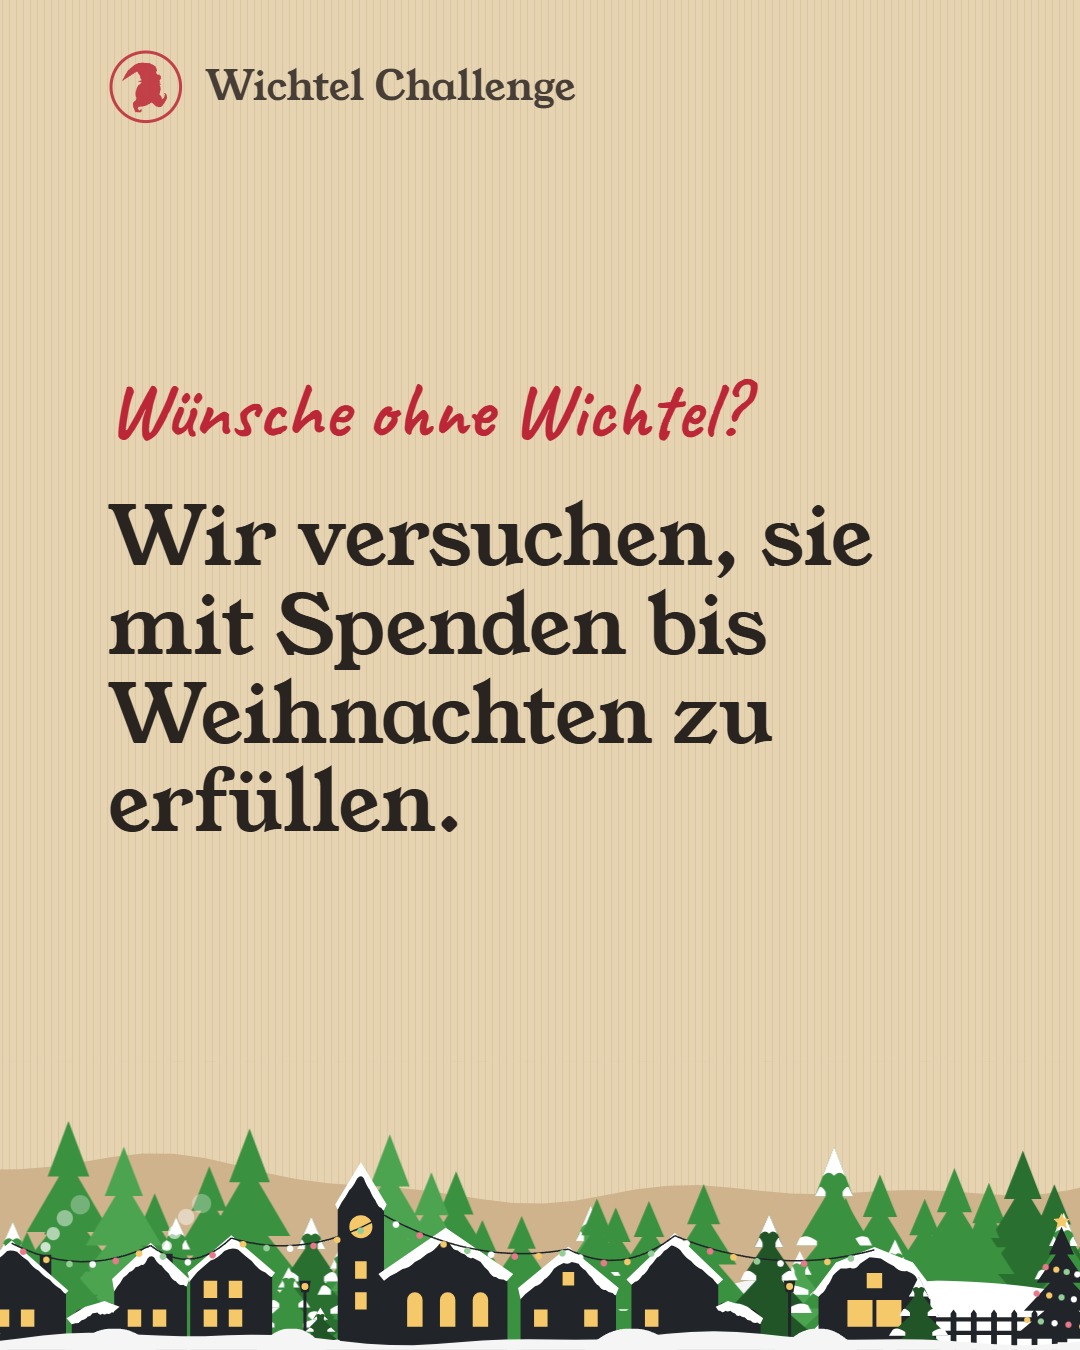 Wichtel Challenge
Wünsche ohne Wichtel?
Wir versuchen, sie
mit Spenden bis
Weihnachten zu
erfüllen.